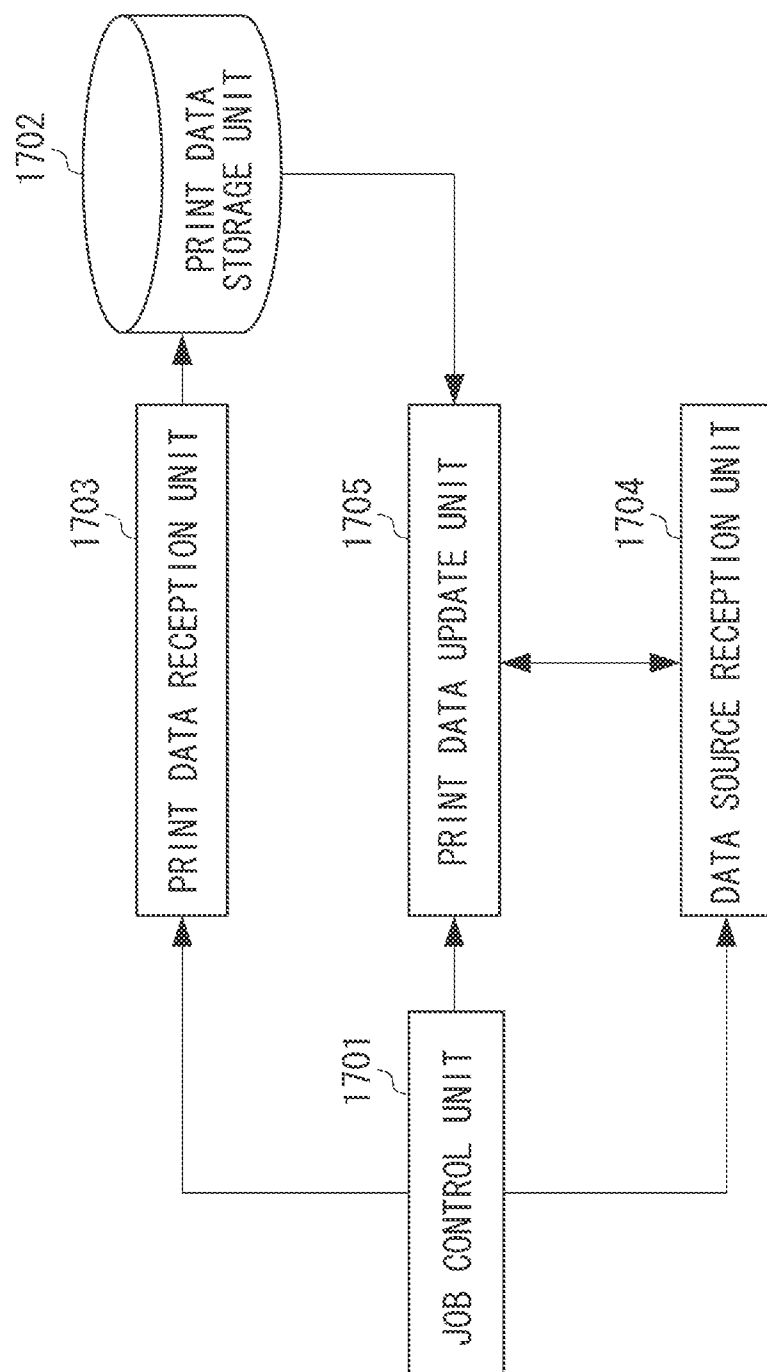 1702
PRINT DATA
STORAGE UNIT
1703
PRINT DATA RECEPTION UNIT
1705
PRINT DATA UPDATE UNIT
1704
DATA SOURCE RECEPTION UNIT
1701
JOB CONTROL UNIT